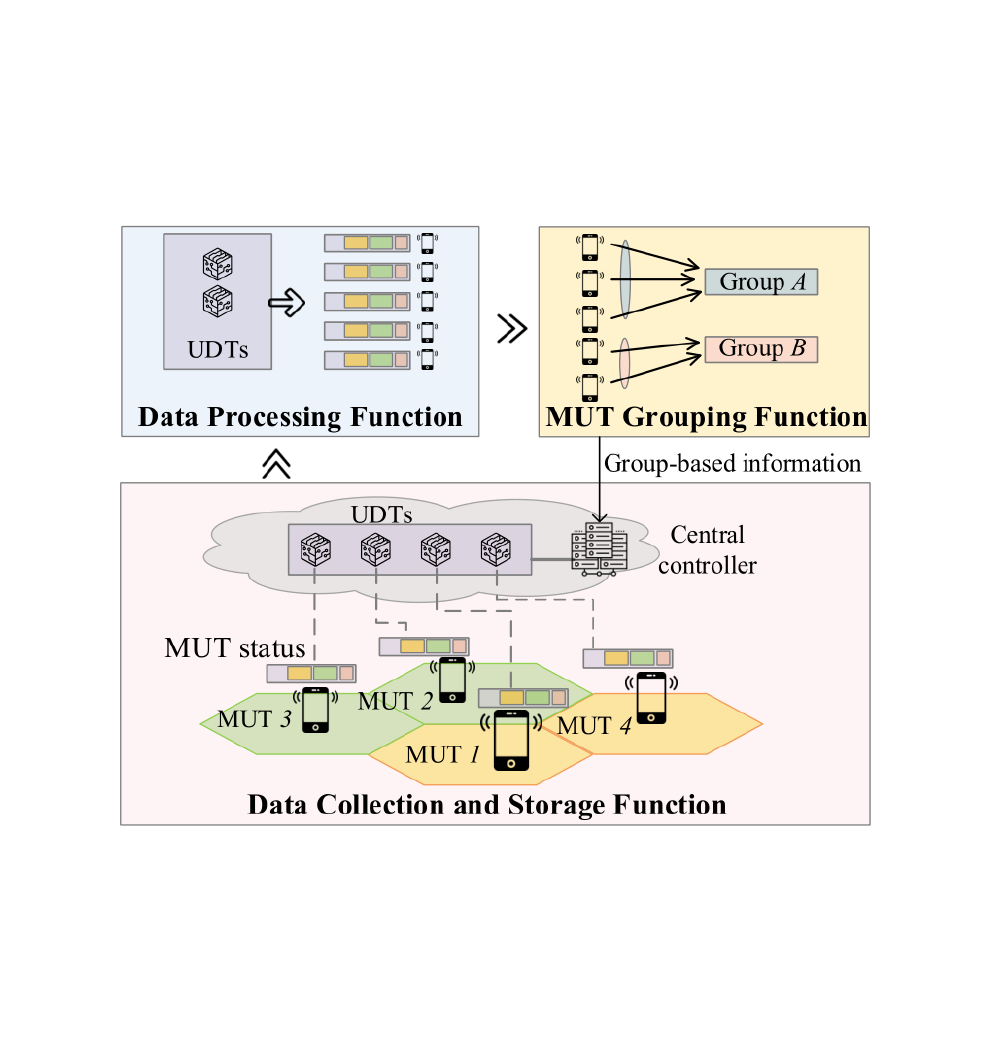 UDTs
Data Processing Function
Group A
Group B
MUT Grouping Function
Group-based information
UDTs
Central
controller
MUT status
MUT 3
MUT 2
MUT 1
MUT 4
Data Collection and Storage Function